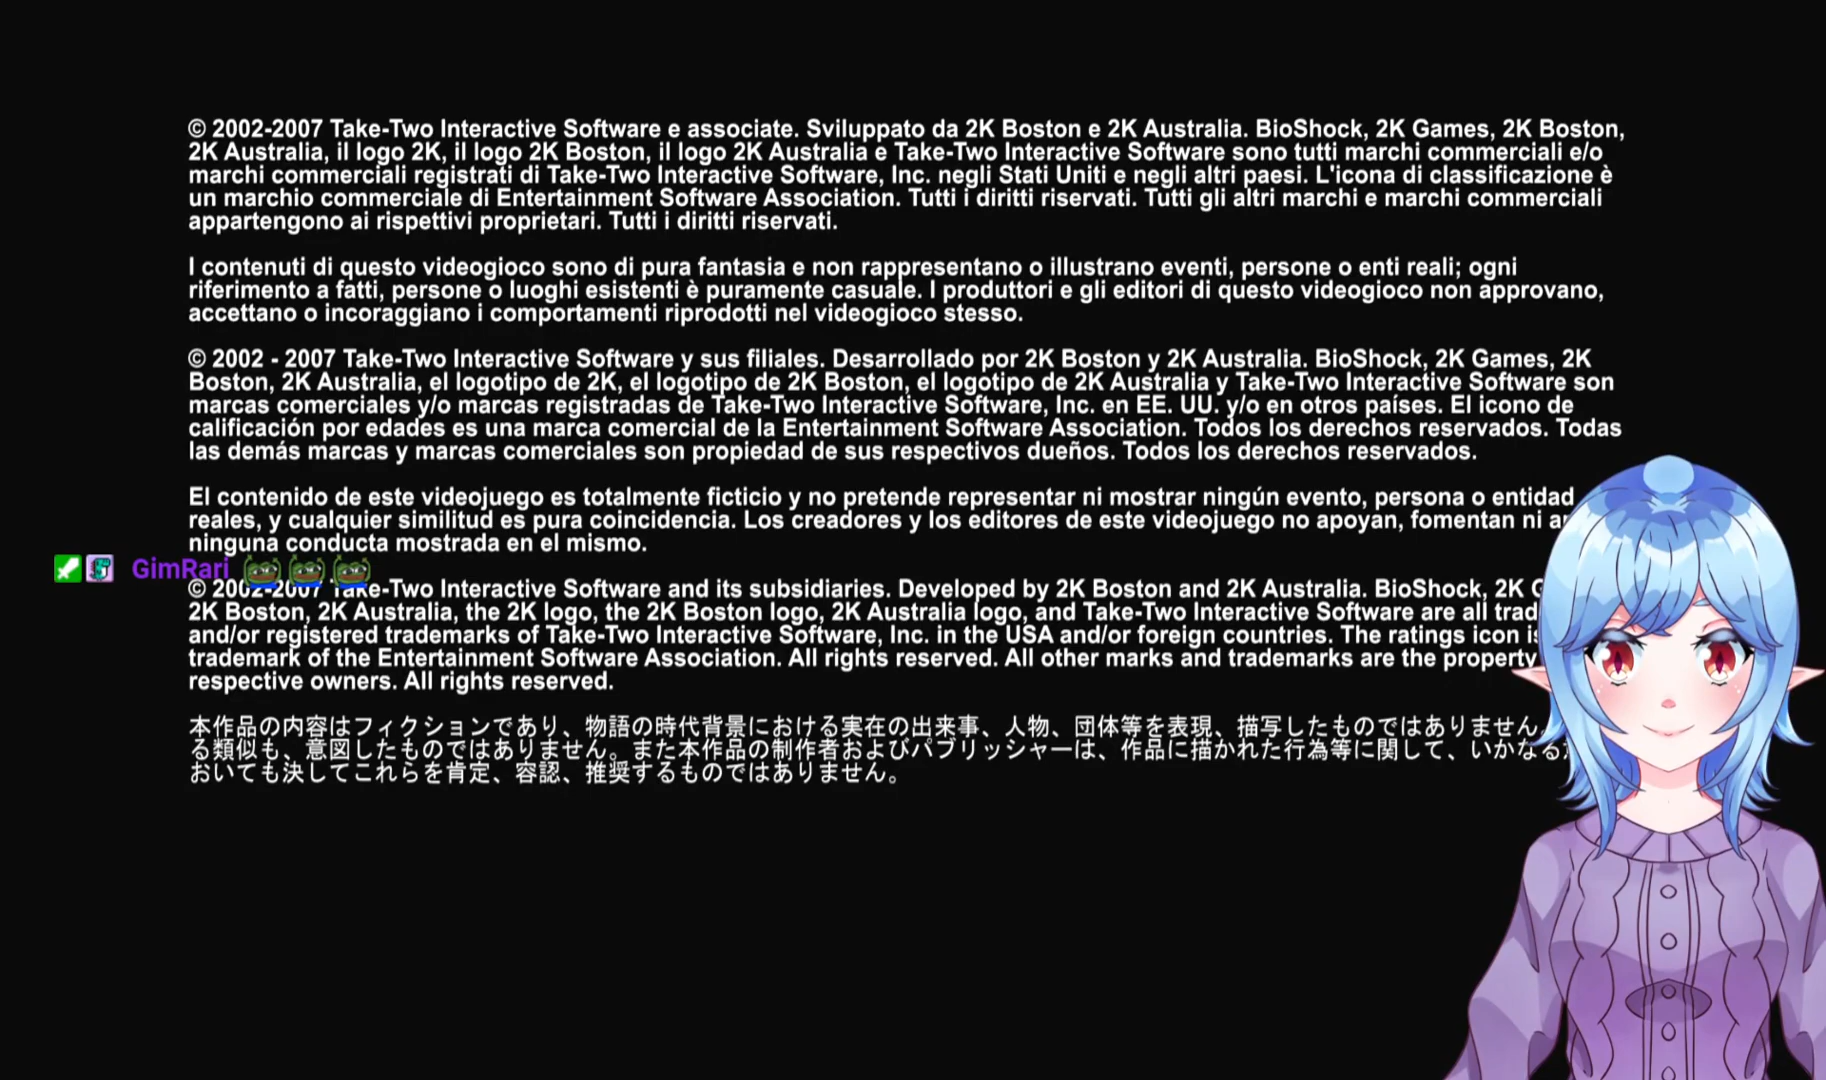 © 2002-2007 Take-Two Interactive Software e associate. Sviluppato da 2K Boston e 2K Australia. BioShock, 2K Games, 2K Boston,
2K Australia, il logo 2K, il logo 2K Boston, il logo 2K Australia e Take-Two Interactive Software sono tutti marchi commerciali e/o
marchi commerciali registrati di Take-Two Interactive Software, Inc. negli Stati Uniti e negli altri paesi. L'icona di classificazione è
un marchio commerciale di Entertainment Software Association. Tutti i diritti riservati. Tutti gli altri marchi e marchi commerciali
appartengono ai rispettivi proprietari. Tutti i diritti riservati.
I contenuti di questo videogioco sono di pura fantasia e non rappresentano o illustrano eventi, persone o enti reali; ogni
riferimento a fatti, persone o luoghi esistenti è puramente casuale. I produttori e gli editori di questo videogioco non approvano,
accettano o incoraggiano i comportamenti riprodotti nel videogioco stesso.
© 2002 - 2007 Take-Two Interactive Software y sus filiales. Desarrollado por 2K Boston y 2K Australia. BioShock, 2K Games, 2K
Boston, 2K Australia, el logotipo de 2K, el logotipo de 2K Boston, el logotipo de 2K Australia y Take-Two Interactive Software son
marcas comerciales y/o marcas registradas de Take-Two Interactive Software, Inc. en EE. UU. y/o en otros países. El icono de
calificación por edades es una marca comercial de la Entertainment Software Association. Todos los derechos reservados. Todas
las demás marcas y marcas comerciales son propiedad de sus respectivos dueños. Todos los derechos reservados.
El contenido de este videojuego es totalmente ficticio y no pretende representar ni mostrar ningún evento, persona o entidad
reales, y cualquier similitud es pura coincidencia. Los creadores y los editores de este videojuego no apoyan, fomentan ni
ninguna conducta mostrada en el mismo.
GimRari
© 2002-2007 Take-Two Interactive Software and its subsidiaries. Developed by 2K Boston and 2K Australia. BioShock, 2K
2K Boston, 2K Australia, the 2K logo, the 2K Boston logo, 2K Australia logo, and Take-Two Interactive Software are all
and/or registered trademarks of Take-Two Interactive Software, Inc. in the USA and/or foreign countries. The ratings icon
trademark of the Entertainment Software Association. All rights reserved. All other marks and trademarks are the property
respective owners. All rights reserved.
本作品の内容はフィクションであり、物語の時代背景における実在の出来事、人物、団体等を表現、描写したものではありません
る類似も、意図したものではありません。また本作品の制作者およびパブリッシャーは、作品に描かれた行為等に関して、いかなる
おいても決してこれらを肯定、容認、推奨するものではありません。